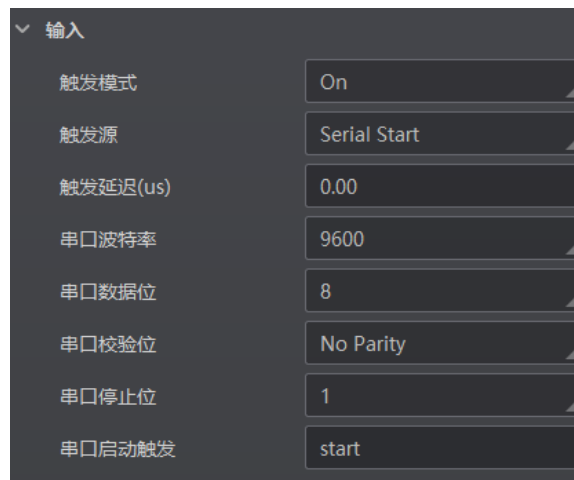 输入
触发模式 On
触发源 Serial Start
触发延迟(us) 0.00
串口波特率 9600
串口数据位 8
串口校验位 No Parity
串口停止位 1
串口启动触发 start